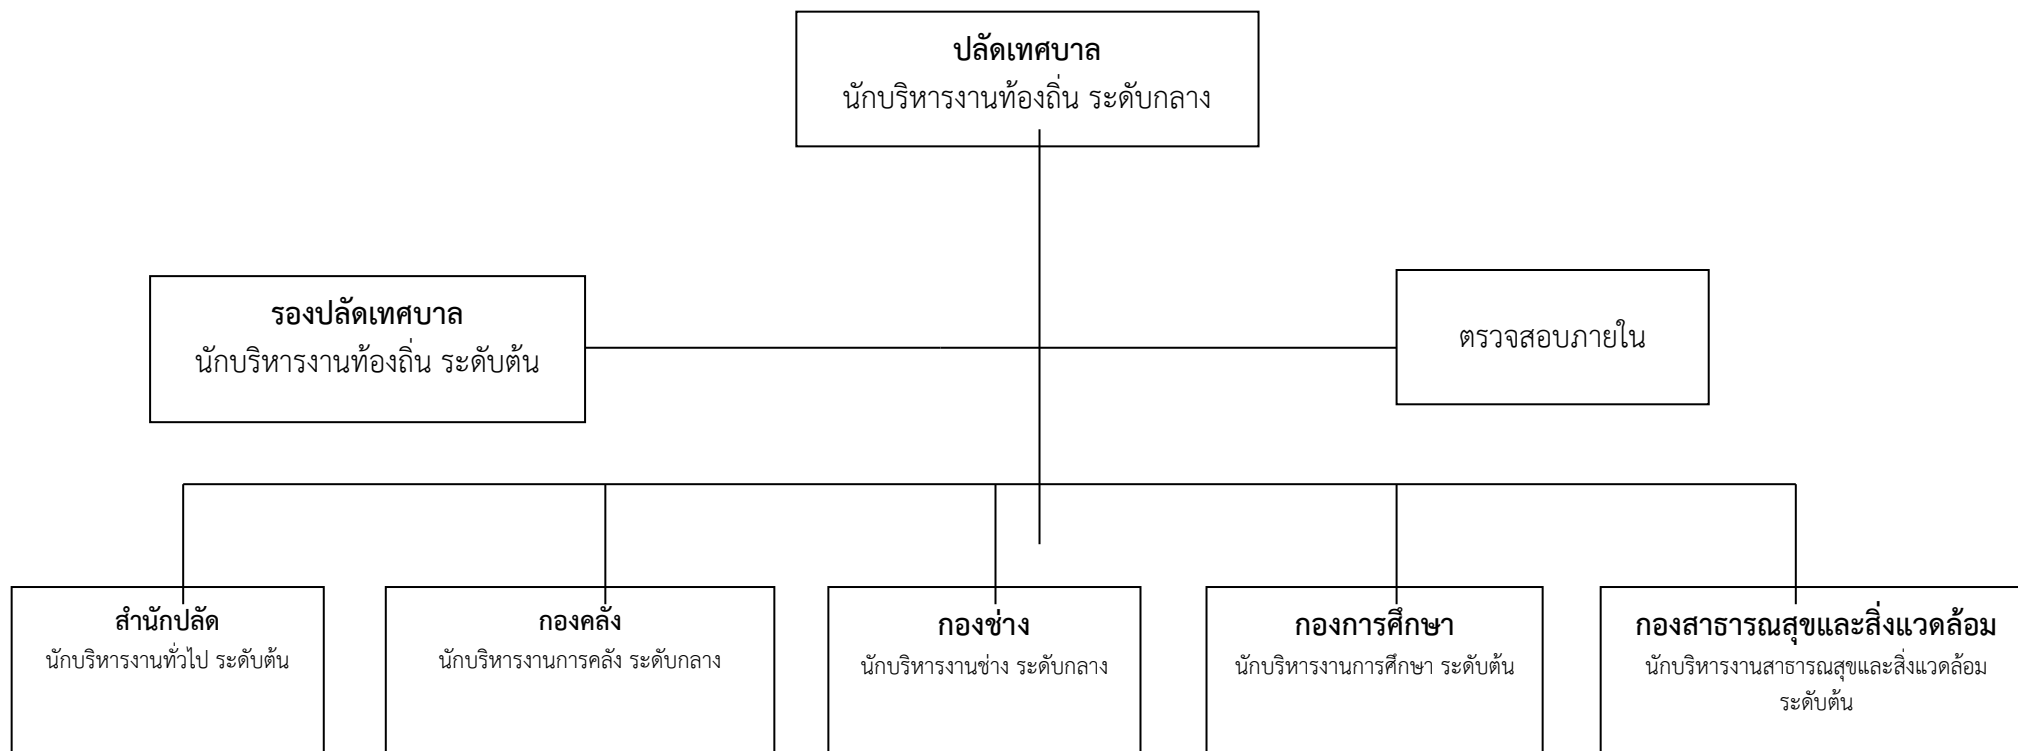 ปลัดเทศบาล
นักบริหารงานท้องถิ่น ระดับกลาง
รองปลัดเทศบาล
นักบริหารงานท้องถิ่น ระดับต้น
ตรวจสอบภายใน
สำนักปลัด
นักบริหารงานทั่วไป ระดับต้น
กองคลัง
นักบริหารงานการคลัง ระดับกลาง
กองช่าง
นักบริหารงานช่าง ระดับกลาง
กองการศึกษา
นักบริหารงานการศึกษา ระดับต้น
กองสาธารณสุขและสิ่งแวดล้อม
นักบริหารงานสาธารณสุขและสิ่งแวดล้อม
ระดับต้น